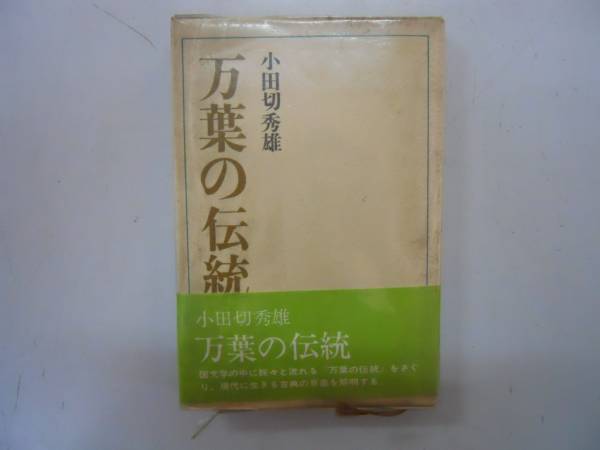 小田切秀雄
万葉の伝統
小田切秀雄
万葉の伝統
国文学の中に脈々と流れる「万葉の伝統」をさぐ
り、現代に生きる古典の原点を解明する